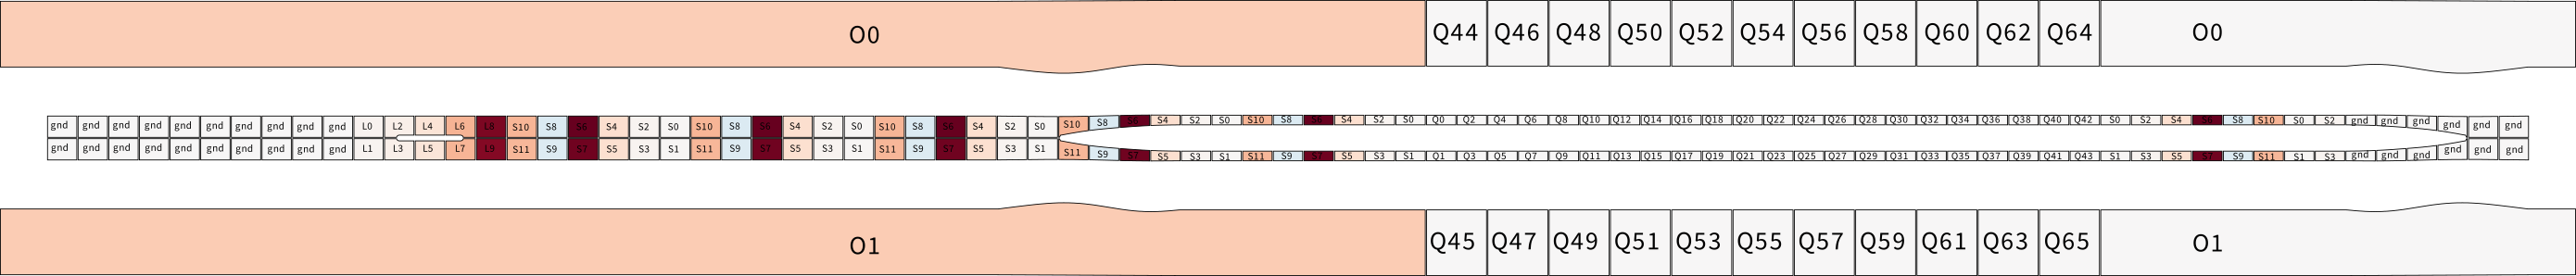 O0 Q44 Q46 Q48 Q50 Q52 Q54 Q56 Q58 Q60 Q62 Q64 O0
gnd gnd gnd gnd gnd gnd gnd gnd gnd gnd L0 L2 L4 L6 L8 S10 S8 S6 S4 S2 S0 S10 S8 S6 S4 S2 S0 S10 S8 S6 S4 S2 S0 S10 S8 S6 S4 S2 S0 S10 S8 S6 S4 S2 S0 Q0 Q2 Q4 Q6 Q8 Q10 Q12 Q14 Q16 Q18 Q20 Q22 Q24 Q26 Q28 Q30 Q32 Q34 Q36 Q38 Q40 Q42 S0 S2 S4 S6 S8 S10 S0 S2 gnd gnd gnd gnd gnd gnd
gnd gnd gnd gnd gnd gnd gnd gnd gnd gnd L1 L3 L5 L7 L9 S11 S9 S7 S5 S3 S1 S11 S9 S7 S5 S3 S1 S11 S9 S7 S5 S3 S1 S11 S9 S7 S5 S3 S1 S11 S9 S7 S5 S3 S1 Q1 Q3 Q5 Q7 Q9 Q11 Q13 Q15 Q17 Q19 Q21 Q23 Q25 Q27 Q29 Q31 Q33 Q35 Q37 Q39 Q41 Q43 S1 S3 S5 S7 S9 S11 S1 S3 gnd gnd gnd gnd gnd gnd
O1 Q45 Q47 Q49 Q51 Q53 Q55 Q57 Q59 Q61 Q63 Q65 O1